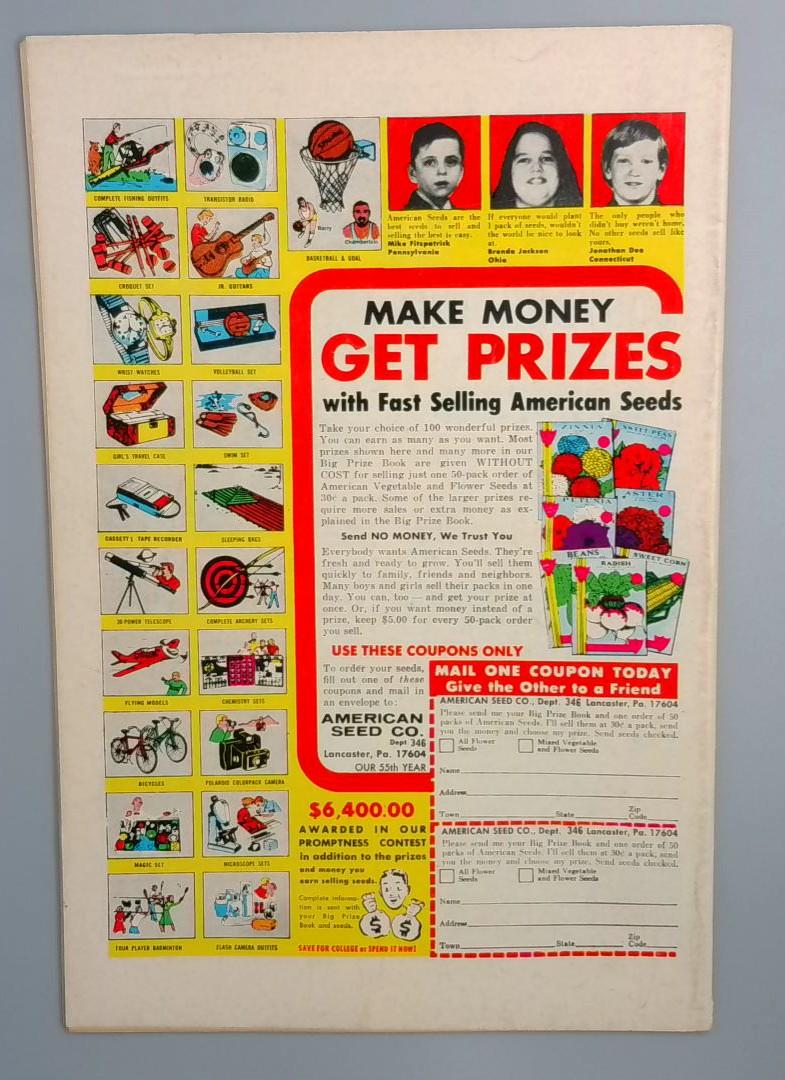 COMPLETE FISHING OUTFITS
TRANSISTOR RADIO
CROQUET SET
JR. GUITARS
WRIST WATCHES
VOLLEYBALL SET
GIRL'S TRAVEL CASE
SWIM SET
CASSETTE TAPE RECORDER
SLEEPING BAGS
30-POWER TELESCOPE
COMPLETE ARCHERY SETS
FLYING MODELS
CHEMISTRY SETS
BICYCLES
POLAROID COLORPACK CAMERA
MAGIC SET
MICROSCOPE SETS
FOUR PLAYER BADMINTON
FLASH CAMERA OUTFITS
SPALDING
Barry
Chamberlain
BASKETBALL & GOAL
American Seeds are the
best seeds to sell and
selling the best is easy.
Mike Fitzpatrick
Pennsylvania
If everyone would plant
1 pack of seeds, wouldn't
the world be nice to look
at.
Brenda Jackson
Ohio
The only people who
didn't buy weren't home.
No other seeds sell like
yours.
Jonathan Dea
Connecticut
MAKE MONEY
GET PRIZES
with Fast Selling American Seeds
Take your choice of 100 wonderful prizes.
You can earn as many as you want. Most
prizes shown here and many more in our
Big Prize Book are given WITHOUT
COST for selling just one 50-pack order of
American Vegetable and Flower Seeds at
30¢ a pack. Some of the larger prizes re-
quire more sales or extra money as ex-
plained in the Big Prize Book.
Send NO MONEY, We Trust You
Everybody wants American Seeds. They're
fresh and ready to grow. You'll sell them
quickly to family, friends and neighbors.
Many boys and girls sell their packs in one
day. You can, too — and get your prize at
once. Or, if you want money instead of a
prize, keep $5.00 for every 50-pack order
you sell.
ZINNIA
SWEET PEAS
PETUNIA
ASTER
BEANS
RADISH
SWEET CORN
USE THESE COUPONS ONLY
To order your seeds,
fill out one of these
coupons and mail in
an envelope to:
AMERICAN
SEED CO.
Dept 346
Lancaster, Pa. 17604
OUR 55th YEAR
$6,400.00
AWARDED IN OUR
PROMPTNESS CONTEST
in addition to the prizes
and money you
earn selling seeds.
Complete informa-
tion is sent with
your Big Prize
Book and seeds.
$ $
SAVE FOR COLLEGE or SPEND IT NOW!
MAIL ONE COUPON TODAY
Give the Other to a Friend
AMERICAN SEED CO., Dept. 346 Lancaster, Pa. 17604
Please send me your Big Prize Book and one order of 50
packs of American Seeds. I'll sell them at 30¢ a pack, send
you the money and choose my prize. Send seeds checked.
All Flower
Seeds
Mixed Vegetable
and Flower Seeds
Name
Address
Town State Zip Code
AMERICAN SEED CO., Dept. 346 Lancaster, Pa. 17604
Please send me your Big Prize Book and one order of 50
packs of American Seeds. I'll sell them at 30¢ a pack, send
you the money and choose my prize. Send seeds checked.
All Flower
Seeds
Mixed Vegetable
and Flower Seeds
Name
Address
Town State Zip Code